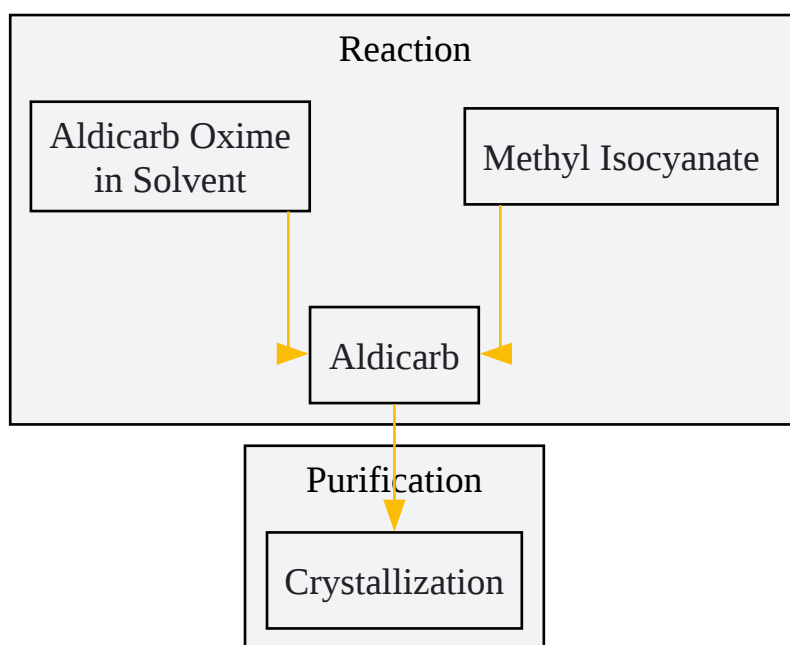 Reaction
Aldicarb Oxime
in Solvent
Methyl Isocyanate
Aldicarb
Purification
Crystallization